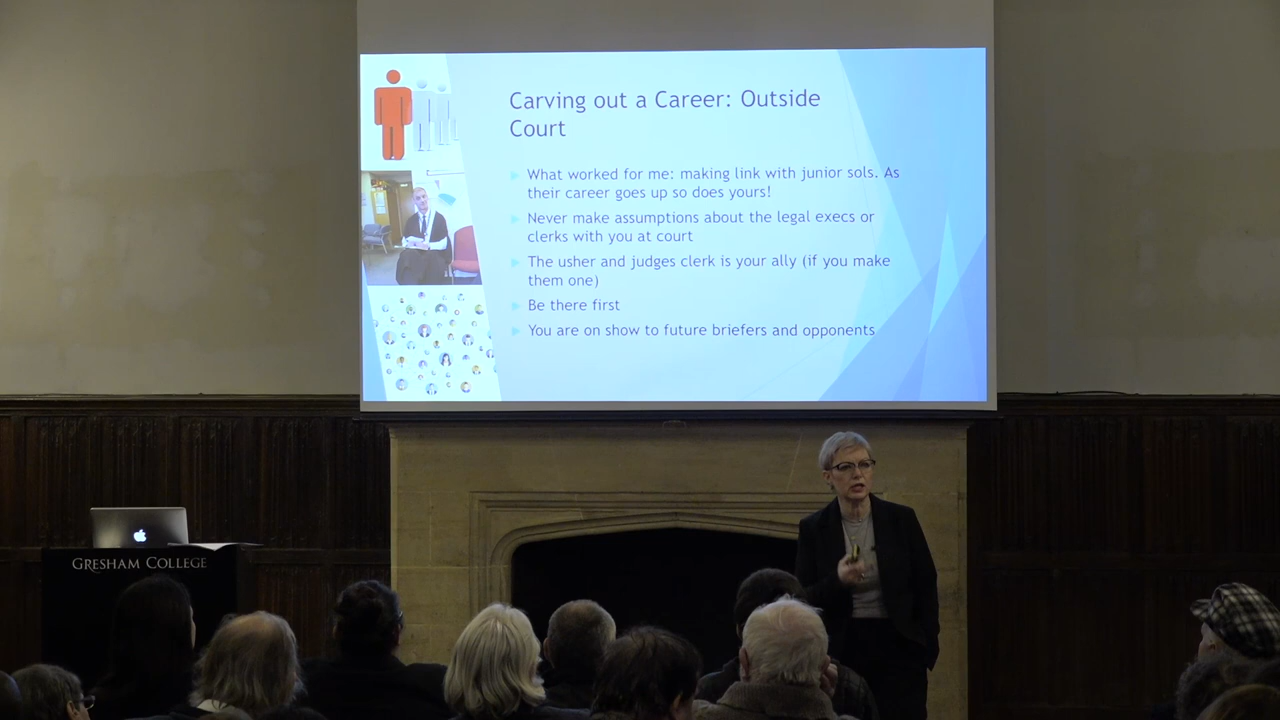 Carving out a Career: Outside
Court
What worked for me: making link with junior sols. As
their career goes up so does yours!
Never make assumptions about the legal execs or
clerks with you at court
The usher and judges clerk is your ally (if you make
them one)
Be there first
You are on show to future briefers and opponents
GRESHAM COLLEGE